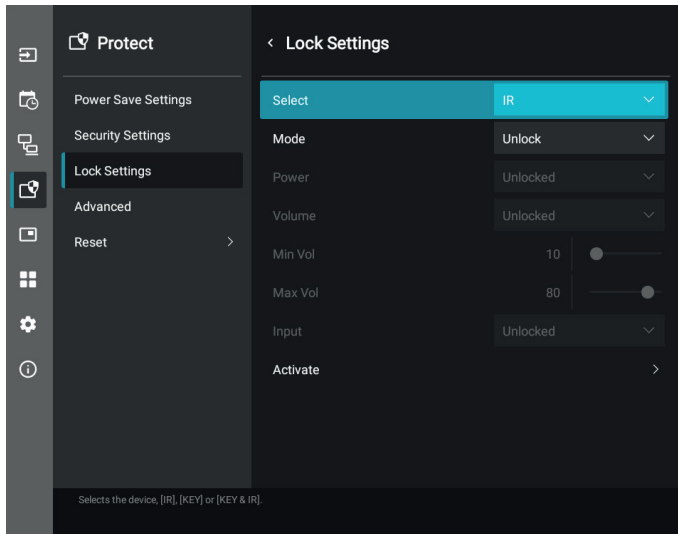 Protect
Power Save Settings
Security Settings
Lock Settings
Advanced
Reset
Lock Settings
Select IR
Mode Unlock
Power Unlocked
Volume Unlocked
Min Vol 10
Max Vol 80
Input Unlocked
Activate
Selects the device, [IR], [KEY] or [KEY & IR].